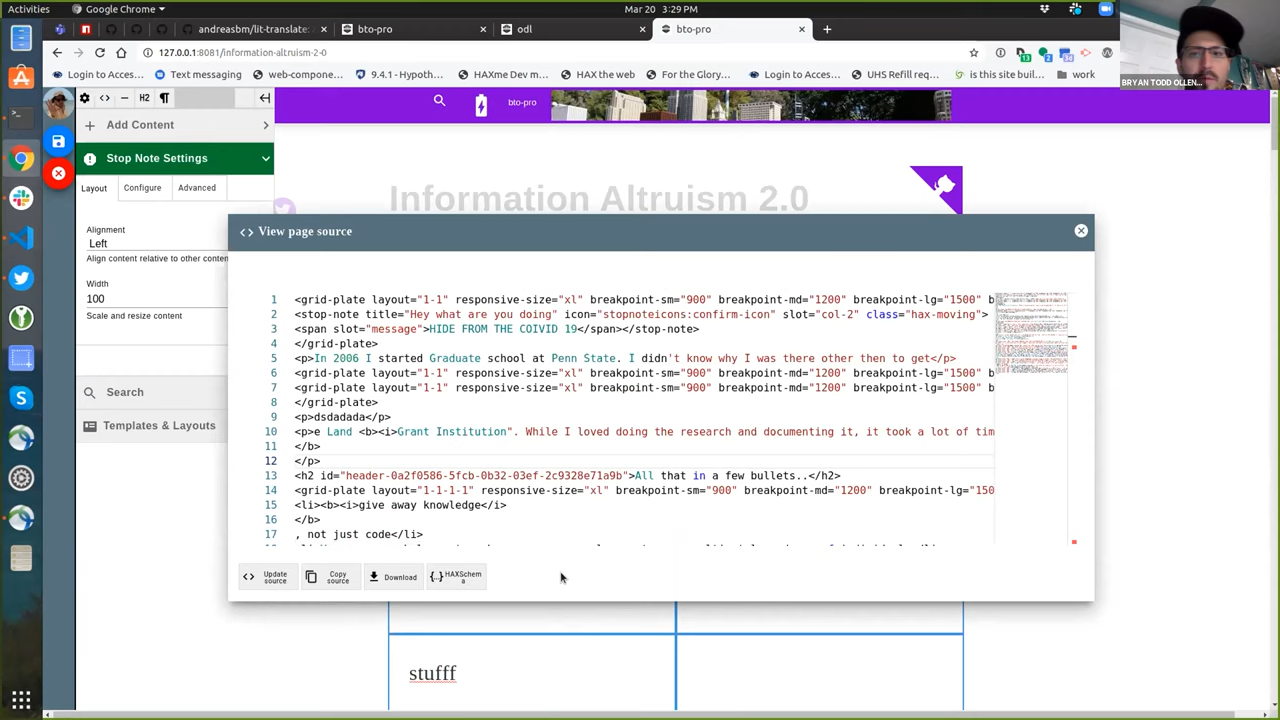 Activities
Google Chrome
Mar 20 3:29 PM
andreasbm/lit-translate:
bto-pro
odl
bto-pro
127.0.0.1:8081/information-altruism-2-0
Login to Acces...
Text messaging
web-compone...
9.4.1 - Hypoth...
HAXme Dev m...
HAX the web
For the Glory...
Login to Acces...
UHS Refill req...
is this site buil...
work
BRYAN TODD OLLEN...
H2
bto-pro
Add Content
Stop Note Settings
Layout
Configure
Advanced
Alignment
Left
Align content relative to other conten
Width
100
Scale and resize content
Search
Templates & Layouts
Information Altruism 2.0
View page source
1 <grid-plate layout="1-1" responsive-size="xl" breakpoint-sm="900" breakpoint-md="1200" breakpoint-lg="1500" b
2 <stop-note title="Hey what are you doing" icon="stopnoteicons:confirm-icon" slot="col-2" class="hax-moving">
3 <span slot="message">HIDE FROM THE COIVID 19</span></stop-note>
4 </grid-plate>
5 <p>In 2006 I started Graduate school at Penn State. I didn't know why I was there other then to get</p>
6 <grid-plate layout="1-1" responsive-size="xl" breakpoint-sm="900" breakpoint-md="1200" breakpoint-lg="1500" b
7 <grid-plate layout="1-1" responsive-size="xl" breakpoint-sm="900" breakpoint-md="1200" breakpoint-lg="1500" b
8 </grid-plate>
9 <p>dsdadada</p>
10 <p>e Land <b><i>Grant Institution". While I loved doing the research and documenting it, it took a lot of tim
11 </b>
12 </p>
13 <h2 id="header-0a2f0586-5fcb-0b32-03ef-2c9328e71a9b">All that in a few bullets..</h2>
14 <grid-plate layout="1-1-1-1" responsive-size="xl" breakpoint-sm="900" breakpoint-md="1200" breakpoint-lg="150
15 <li><b><i>give away knowledge</i>
16 </b>
17 , not just code</li>
Update source
Copy source
Download
HAXSchema
stufff